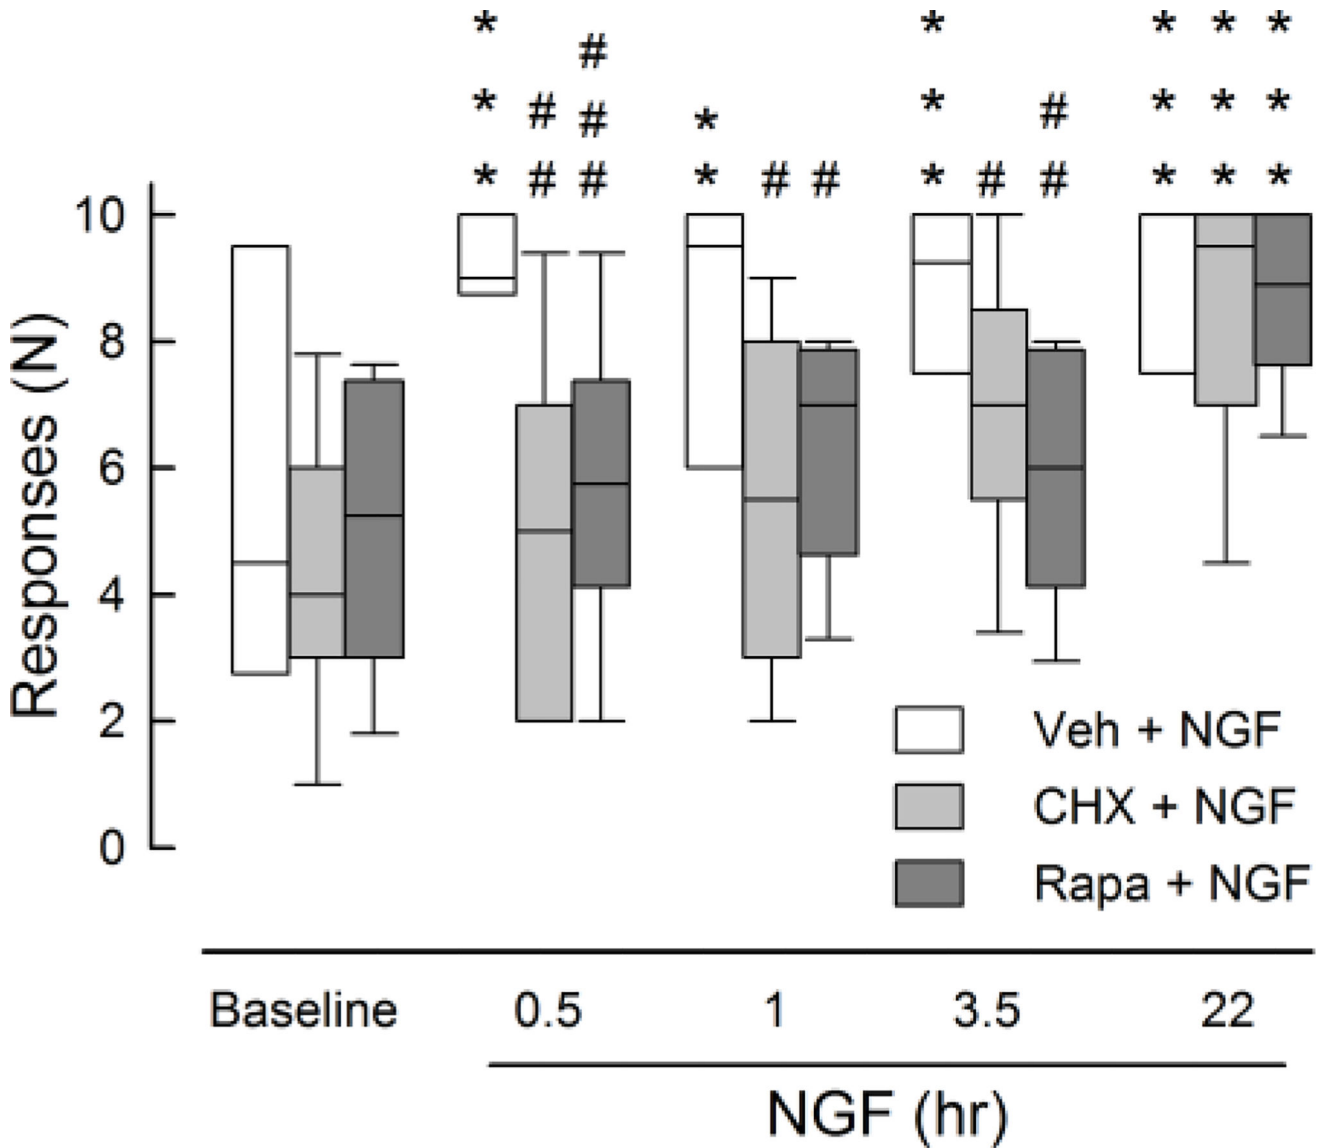 * * * * *
# #
* # # * * # * * *
# # * # # * # # * * *
10
8
6
4
2
0
Responses (N)
Veh + NGF
CHX + NGF
Rapa + NGF
Baseline 0.5 1 3.5 22
NGF (hr)